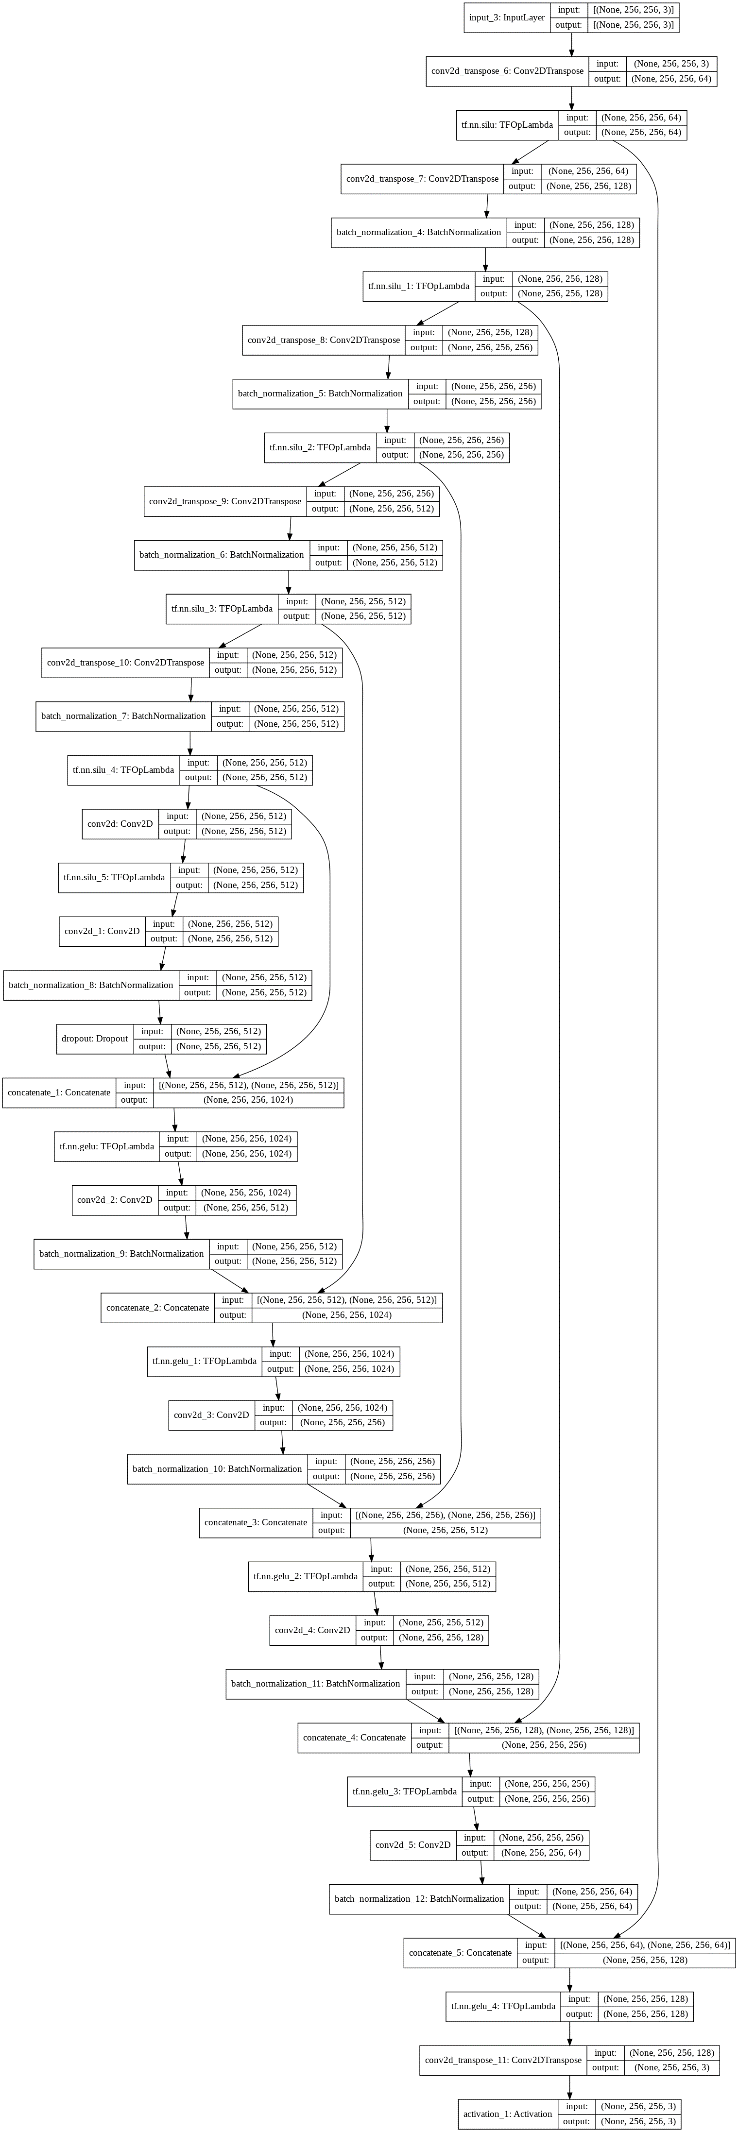 input_3: InputLayer
input: [(None, 256, 256, 3)]
output: [(None, 256, 256, 3)]
conv2d_transpose_6: Conv2DTranspose
input: (None, 256, 256, 3)
output: (None, 256, 256, 64)
tf.nn.silu: TFOpLambda
input: (None, 256, 256, 64)
output: (None, 256, 256, 64)
conv2d_transpose_7: Conv2DTranspose
input: (None, 256, 256, 64)
output: (None, 256, 256, 128)
batch_normalization_4: BatchNormalization
input: (None, 256, 256, 128)
output: (None, 256, 256, 128)
tf.nn.silu_1: TFOpLambda
input: (None, 256, 256, 128)
output: (None, 256, 256, 128)
conv2d_transpose_8: Conv2DTranspose
input: (None, 256, 256, 128)
output: (None, 256, 256, 256)
batch_normalization_5: BatchNormalization
input: (None, 256, 256, 256)
output: (None, 256, 256, 256)
tf.nn.silu_2: TFOpLambda
input: (None, 256, 256, 256)
output: (None, 256, 256, 256)
conv2d_transpose_9: Conv2DTranspose
input: (None, 256, 256, 256)
output: (None, 256, 256, 512)
batch_normalization_6: BatchNormalization
input: (None, 256, 256, 512)
output: (None, 256, 256, 512)
tf.nn.silu_3: TFOpLambda
input: (None, 256, 256, 512)
output: (None, 256, 256, 512)
conv2d_transpose_10: Conv2DTranspose
input: (None, 256, 256, 512)
output: (None, 256, 256, 512)
batch_normalization_7: BatchNormalization
input: (None, 256, 256, 512)
output: (None, 256, 256, 512)
tf.nn.silu_4: TFOpLambda
input: (None, 256, 256, 512)
output: (None, 256, 256, 512)
conv2d: Conv2D
input: (None, 256, 256, 512)
output: (None, 256, 256, 512)
tf.nn.silu_5: TFOpLambda
input: (None, 256, 256, 512)
output: (None, 256, 256, 512)
conv2d_1: Conv2D
input: (None, 256, 256, 512)
output: (None, 256, 256, 512)
batch_normalization_8: BatchNormalization
input: (None, 256, 256, 512)
output: (None, 256, 256, 512)
dropout: Dropout
input: (None, 256, 256, 512)
output: (None, 256, 256, 512)
concatenate_1: Concatenate
input: [(None, 256, 256, 512), (None, 256, 256, 512)]
output: (None, 256, 256, 1024)
tf.nn.gelu: TFOpLambda
input: (None, 256, 256, 1024)
output: (None, 256, 256, 1024)
conv2d_2: Conv2D
input: (None, 256, 256, 1024)
output: (None, 256, 256, 512)
batch_normalization_9: BatchNormalization
input: (None, 256, 256, 512)
output: (None, 256, 256, 512)
concatenate_2: Concatenate
input: [(None, 256, 256, 512), (None, 256, 256, 512)]
output: (None, 256, 256, 1024)
tf.nn.gelu_1: TFOpLambda
input: (None, 256, 256, 1024)
output: (None, 256, 256, 1024)
conv2d_3: Conv2D
input: (None, 256, 256, 1024)
output: (None, 256, 256, 256)
batch_normalization_10: BatchNormalization
input: (None, 256, 256, 256)
output: (None, 256, 256, 256)
concatenate_3: Concatenate
input: [(None, 256, 256, 256), (None, 256, 256, 256)]
output: (None, 256, 256, 512)
tf.nn.gelu_2: TFOpLambda
input: (None, 256, 256, 512)
output: (None, 256, 256, 512)
conv2d_4: Conv2D
input: (None, 256, 256, 512)
output: (None, 256, 256, 128)
batch_normalization_11: BatchNormalization
input: (None, 256, 256, 128)
output: (None, 256, 256, 128)
concatenate_4: Concatenate
input: [(None, 256, 256, 128), (None, 256, 256, 128)]
output: (None, 256, 256, 256)
tf.nn.gelu_3: TFOpLambda
input: (None, 256, 256, 256)
output: (None, 256, 256, 256)
conv2d_5: Conv2D
input: (None, 256, 256, 256)
output: (None, 256, 256, 64)
batch_normalization_12: BatchNormalization
input: (None, 256, 256, 64)
output: (None, 256, 256, 64)
concatenate_5: Concatenate
input: [(None, 256, 256, 64), (None, 256, 256, 64)]
output: (None, 256, 256, 128)
tf.nn.gelu_4: TFOpLambda
input: (None, 256, 256, 128)
output: (None, 256, 256, 128)
conv2d_transpose_11: Conv2DTranspose
input: (None, 256, 256, 128)
output: (None, 256, 256, 3)
activation_1: Activation
input: (None, 256, 256, 3)
output: (None, 256, 256, 3)